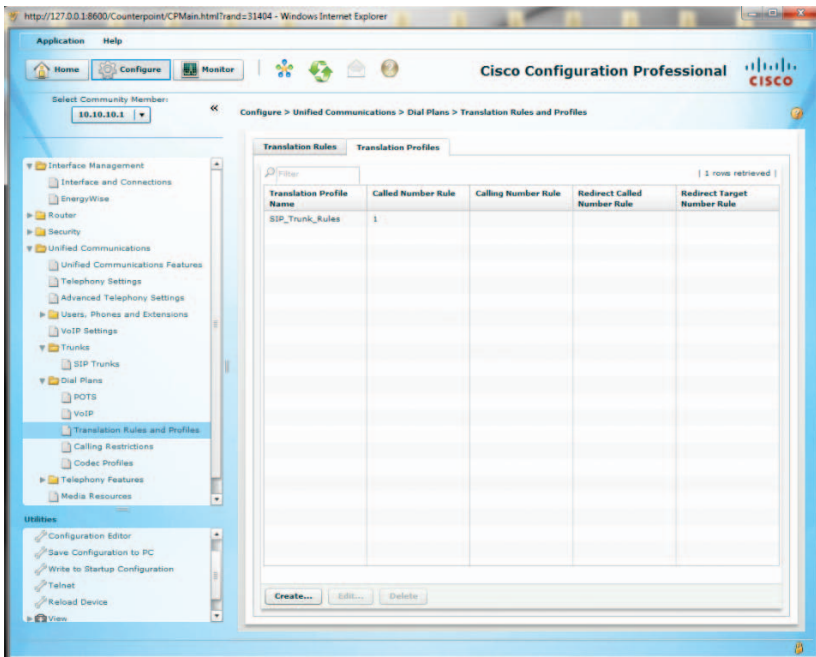 http://127.0.0.1:8600/Counterpoint/CPMain.html?rand=31404 - Windows Internet Explorer
Application Help
Home Configure Monitor
Cisco Configuration Professional
CISCO
Select Community Member:
10.10.10.1
Configure > Unified Communications > Dial Plans > Translation Rules and Profiles
Interface Management
Interface and Connections
EnergyWise
Router
Security
Unified Communications
Unified Communications Features
Telephony Settings
Advanced Telephony Settings
Users, Phones and Extensions
VoIP Settings
Trunks
SIP Trunks
Dial Plans
POTS
VoIP
Translation Rules and Profiles
Calling Restrictions
Codec Profiles
Telephony Features
Media Resources
Utilities
Configuration Editor
Save Configuration to PC
Write to Startup Configuration
Telnet
Reload Device
View
Translation Rules Translation Profiles
Filter
| 1 rows retrieved |
Translation Profile Name Called Number Rule Calling Number Rule Redirect Called Number Rule Redirect Target Number Rule
SIP_Trunk_Rules 1
Create... Edit... Delete